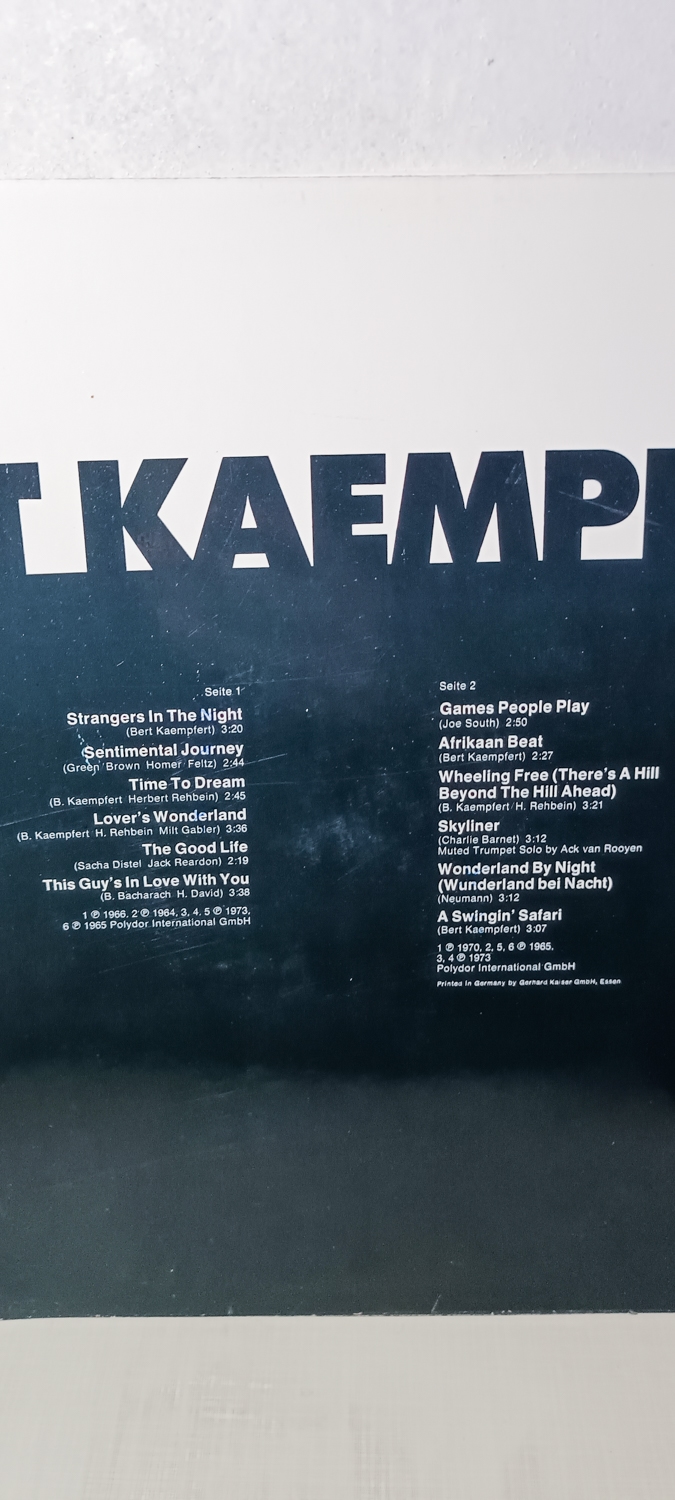 T KAEMP
Seite 1
Strangers In The Night
(Bert Kaempfert) 3:20
Sentimental Journey
(Green Brown Homer Feltz) 2:44
Time To Dream
(B. Kaempfert Herbert Rehbein) 2:45
Lover's Wonderland
(B. Kaempfert H. Rehbein Milt Gabler) 3:36
The Good Life
(Sacha Distel Jack Reardon) 2:19
This Guy's In Love With You
(B. Bacharach H. David) 3:38
1 ℗ 1966, 2 ℗ 1964, 3, 4, 5 ℗ 1973,
6 ℗ 1965 Polydor International GmbH
Seite 2
Games People Play
(Joe South) 2:50
Afrikaan Beat
(Bert Kaempfert) 2:27
Wheeling Free (There's A Hill
Beyond The Hill Ahead)
(B. Kaempfert/H. Rehbein) 3:21
Skyliner
(Charlie Barnet) 3:12
Muted Trumpet Solo by Ack van Rooyen
Wonderland By Night
(Wunderland bei Nacht)
(Neumann) 3:12
A Swingin' Safari
(Bert Kaempfert) 3:07
1 ℗ 1970, 2, 5, 6 ℗ 1965,
3, 4 ℗ 1973
Polydor International GmbH
Printed in Germany by Gerhard Kaiser GmbH, Essen